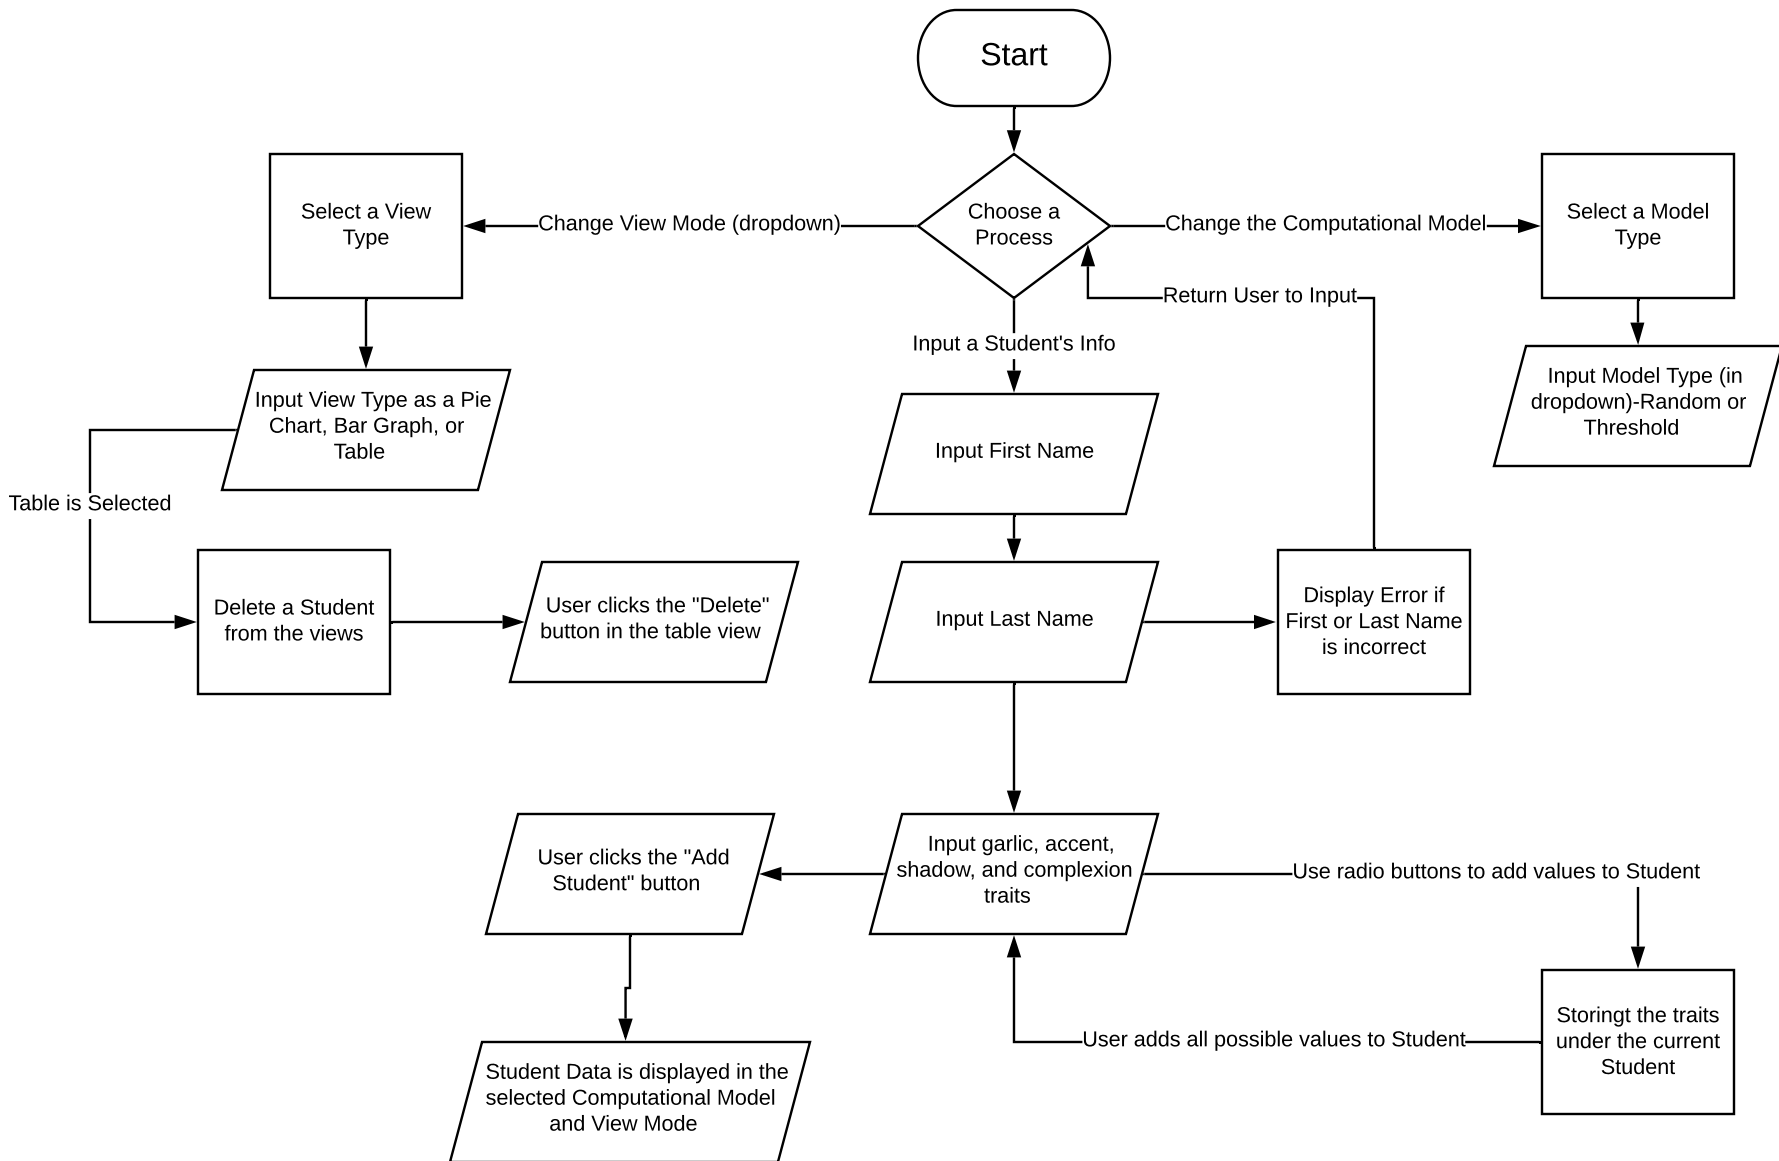 Start
Select a View
Type
Change View Mode (dropdown)
Choose a
Process
Change the Computational Model
Select a Model
Type
Return User to Input
Input a Student's Info
Input View Type as a Pie
Chart, Bar Graph, or
Table
Input First Name
Input Model Type (in
dropdown)-Random or
Threshold
Table is Selected
Delete a Student
from the views
User clicks the "Delete"
button in the table view
Input Last Name
Display Error if
First or Last Name
is incorrect
User clicks the "Add
Student" button
Input garlic, accent,
shadow, and complexion
traits
Use radio buttons to add values to Student
Storingt the traits
under the current
Student
User adds all possible values to Student
Student Data is displayed in the
selected Computational Model
and View Mode